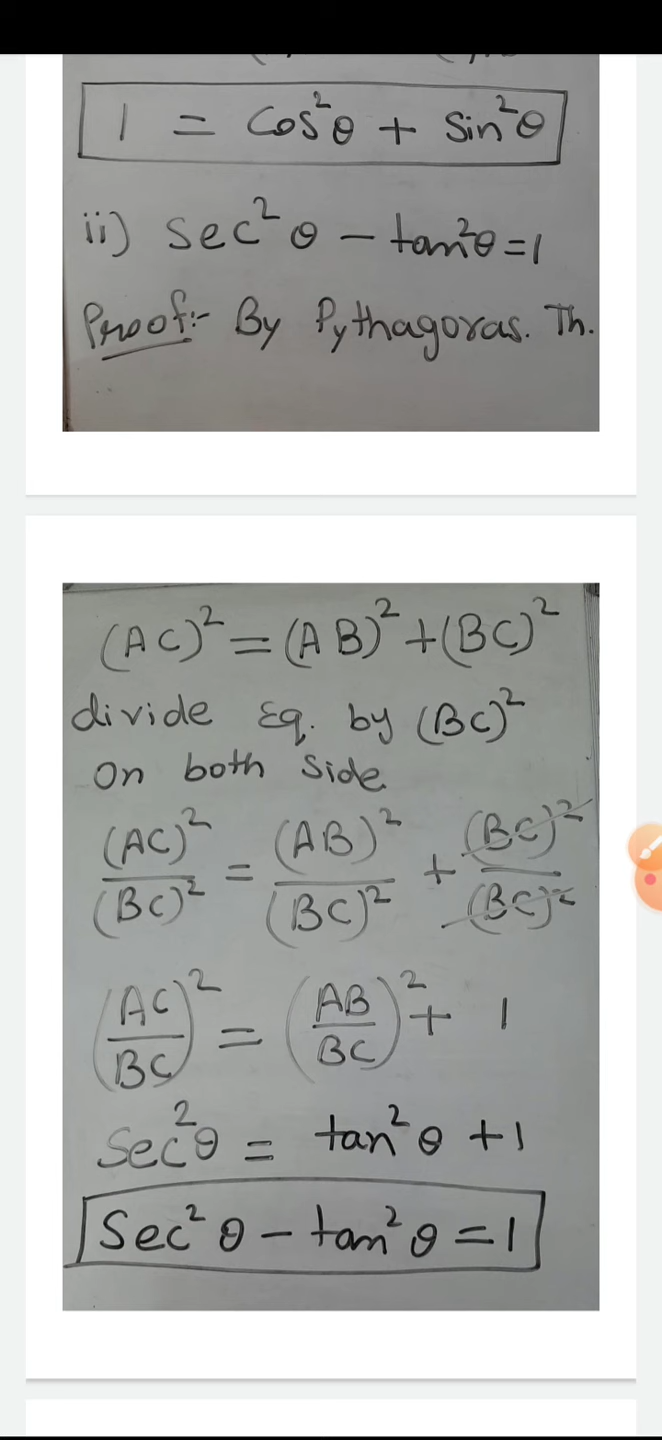 1 = Cos²θ + Sin²θ
ii) Sec²θ - tan²θ = 1
Proof:- By Pythagoras. Th.
(AC)² = (AB)² + (BC)²
divide Eq. by (BC)²
on both side
(AC)²/(BC)² = (AB)²/(BC)² + (BC)²/(BC)²
(AC/BC)² = (AB/BC)² + 1
Sec²θ = tan²θ + 1
Sec²θ - tan²θ = 1